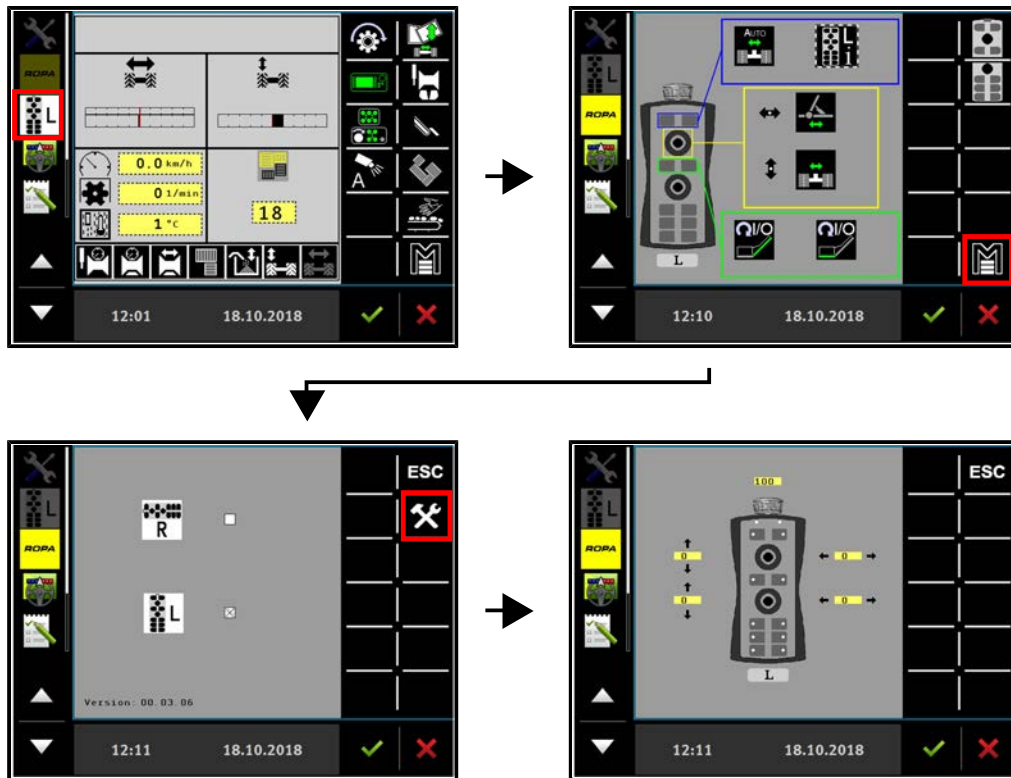 ROPA
L
0.0 km/h
0 1/min
1 °C
18
A
12:01 18.10.2018
AUTO
L
1
L
ROPA
I/O I/O
L
12:10 18.10.2018
ESC
L
R
ROPA
L
Version: 00.03.06
12:11 18.10.2018
ESC
100
L
ROPA
0 0
0 0
L
12:11 18.10.2018